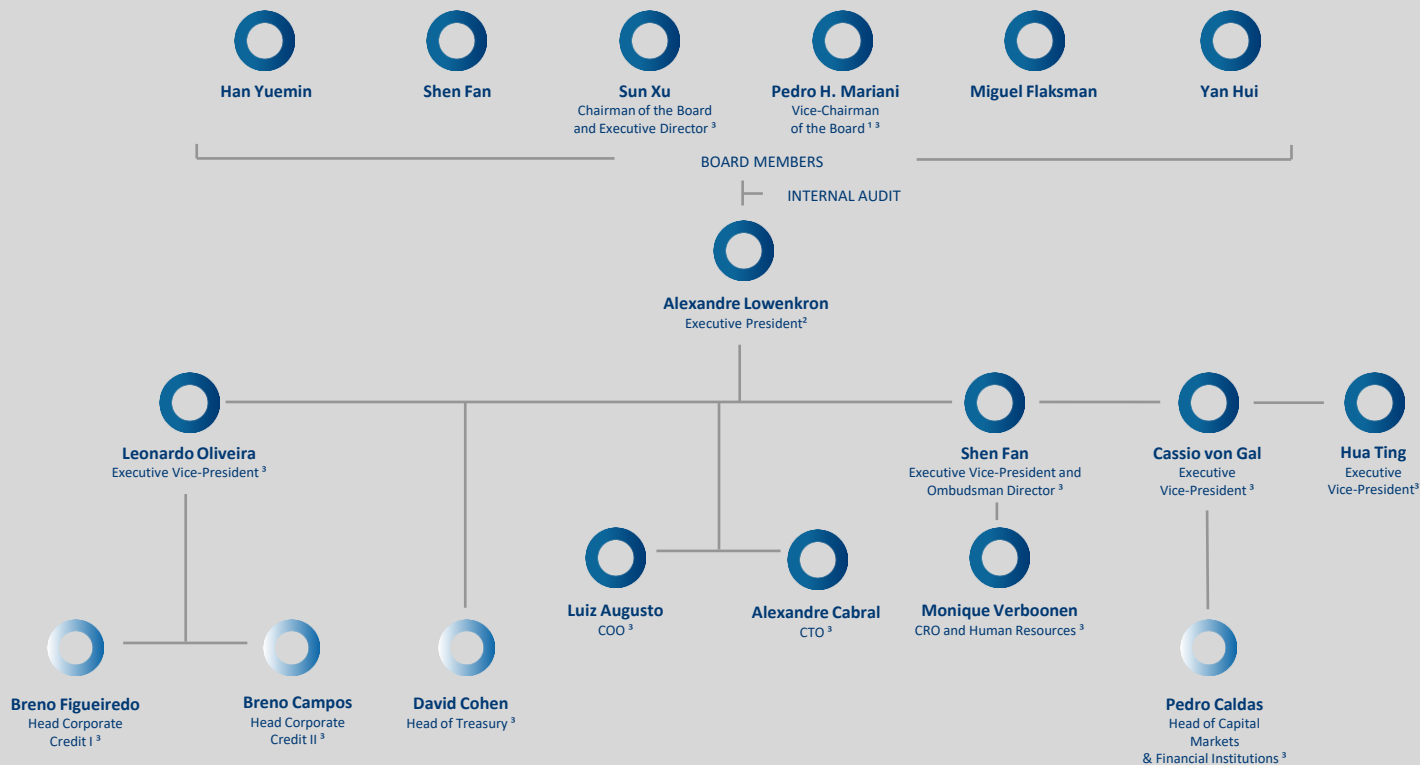 Han Yuemin
Shen Fan
Sun Xu
Chairman of the Board
and Executive Director ³
Pedro H. Mariani
Vice-Chairman
of the Board ¹ ³
Miguel Flaksman
Yan Hui
BOARD MEMBERS
INTERNAL AUDIT
Alexandre Lowenkron
Executive President²
Leonardo Oliveira
Executive Vice-President ³
Shen Fan
Executive Vice-President and
Ombudsman Director ³
Cassio von Gal
Executive
Vice-President ³
Hua Ting
Executive
Vice-President³
Luiz Augusto
COO ³
Alexandre Cabral
CTO ³
Monique Verboonen
CRO and Human Resources ³
Breno Figueiredo
Head Corporate
Credit I ³
Breno Campos
Head Corporate
Credit II ³
David Cohen
Head of Treasury ³
Pedro Caldas
Head of Capital
Markets
& Financial Institutions ³